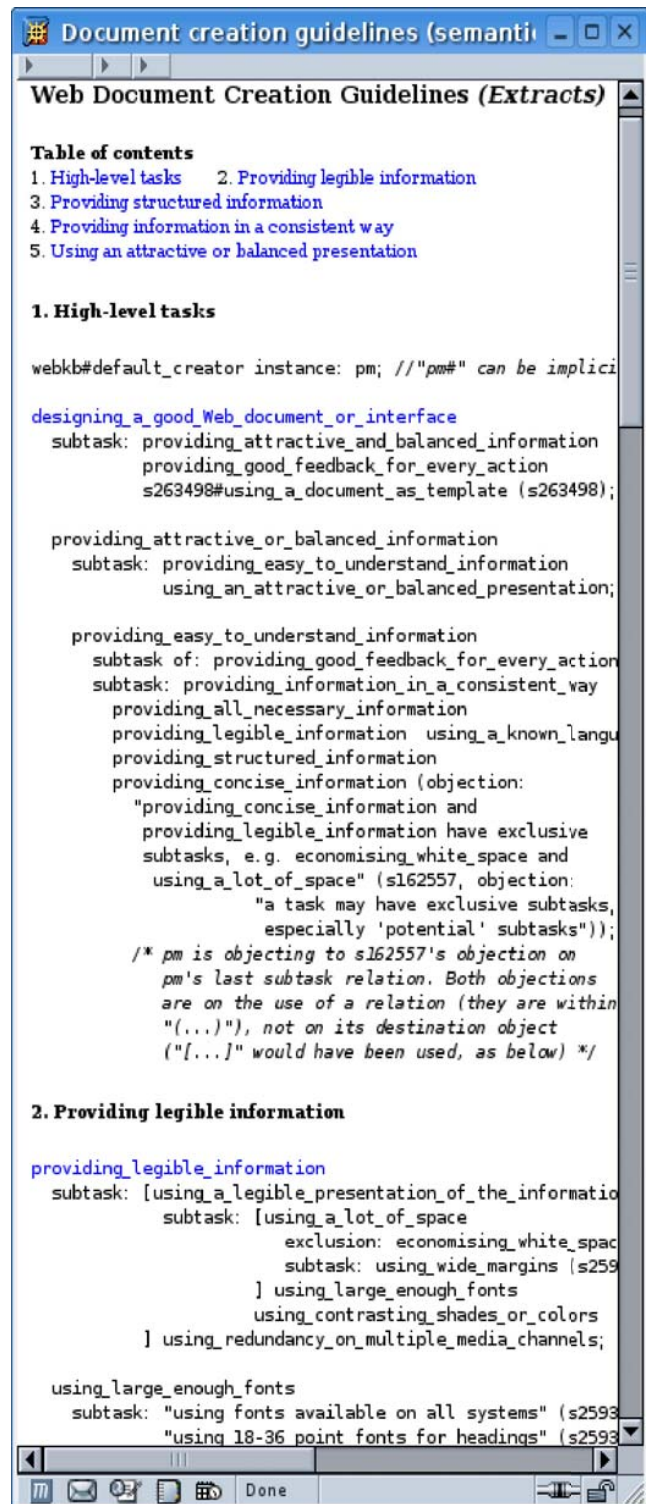 Document creation guidelines (semanti
Web Document Creation Guidelines (Extracts)
Table of contents
1. High-level tasks 2. Providing legible information
3. Providing structured information
4. Providing information in a consistent way
5. Using an attractive or balanced presentation
1. High-level tasks
webkb#default_creator instance: pm; //"pm#" can be implici
designing_a_good_Web_document_or_interface
subtask: providing_attractive_and_balanced_information
providing_good_feedback_for_every_action
s263498#using_a_document_as_template (s263498);
providing_attractive_or_balanced_information
subtask: providing_easy_to_understand_information
using_an_attractive_or_balanced_presentation;
providing_easy_to_understand_information
subtask of: providing_good_feedback_for_every_action
subtask: providing_information_in_a_consistent_way
providing_all_necessary_information
providing_legible_information using_a_known_langu
providing_structured_information
providing_concise_information (objection:
"providing_concise_information and
providing_legible_information have exclusive
subtasks, e.g. economising_white_space and
using_a_lot_of_space" (s162557, objection:
"a task may have exclusive subtasks,
especially 'potential' subtasks"));
/* pm is objecting to s162557's objection on
pm's last subtask relation. Both objections
are on the use of a relation (they are within
"(...)"), not on its destination object
("[...]" would have been used, as below) */
2. Providing legible information
providing_legible_information
subtask: [using_a_legible_presentation_of_the_informatio
subtask: [using_a_lot_of_space
exclusion: economising_white_spac
subtask: using_wide_margins (s259
] using_large_enough_fonts
using_contrasting_shades_or_colors
] using_redundancy_on_multiple_media_channels;
using_large_enough_fonts
subtask: "using fonts available on all systems" (s2593
"using 18-36 point fonts for headings" (s2593
Done